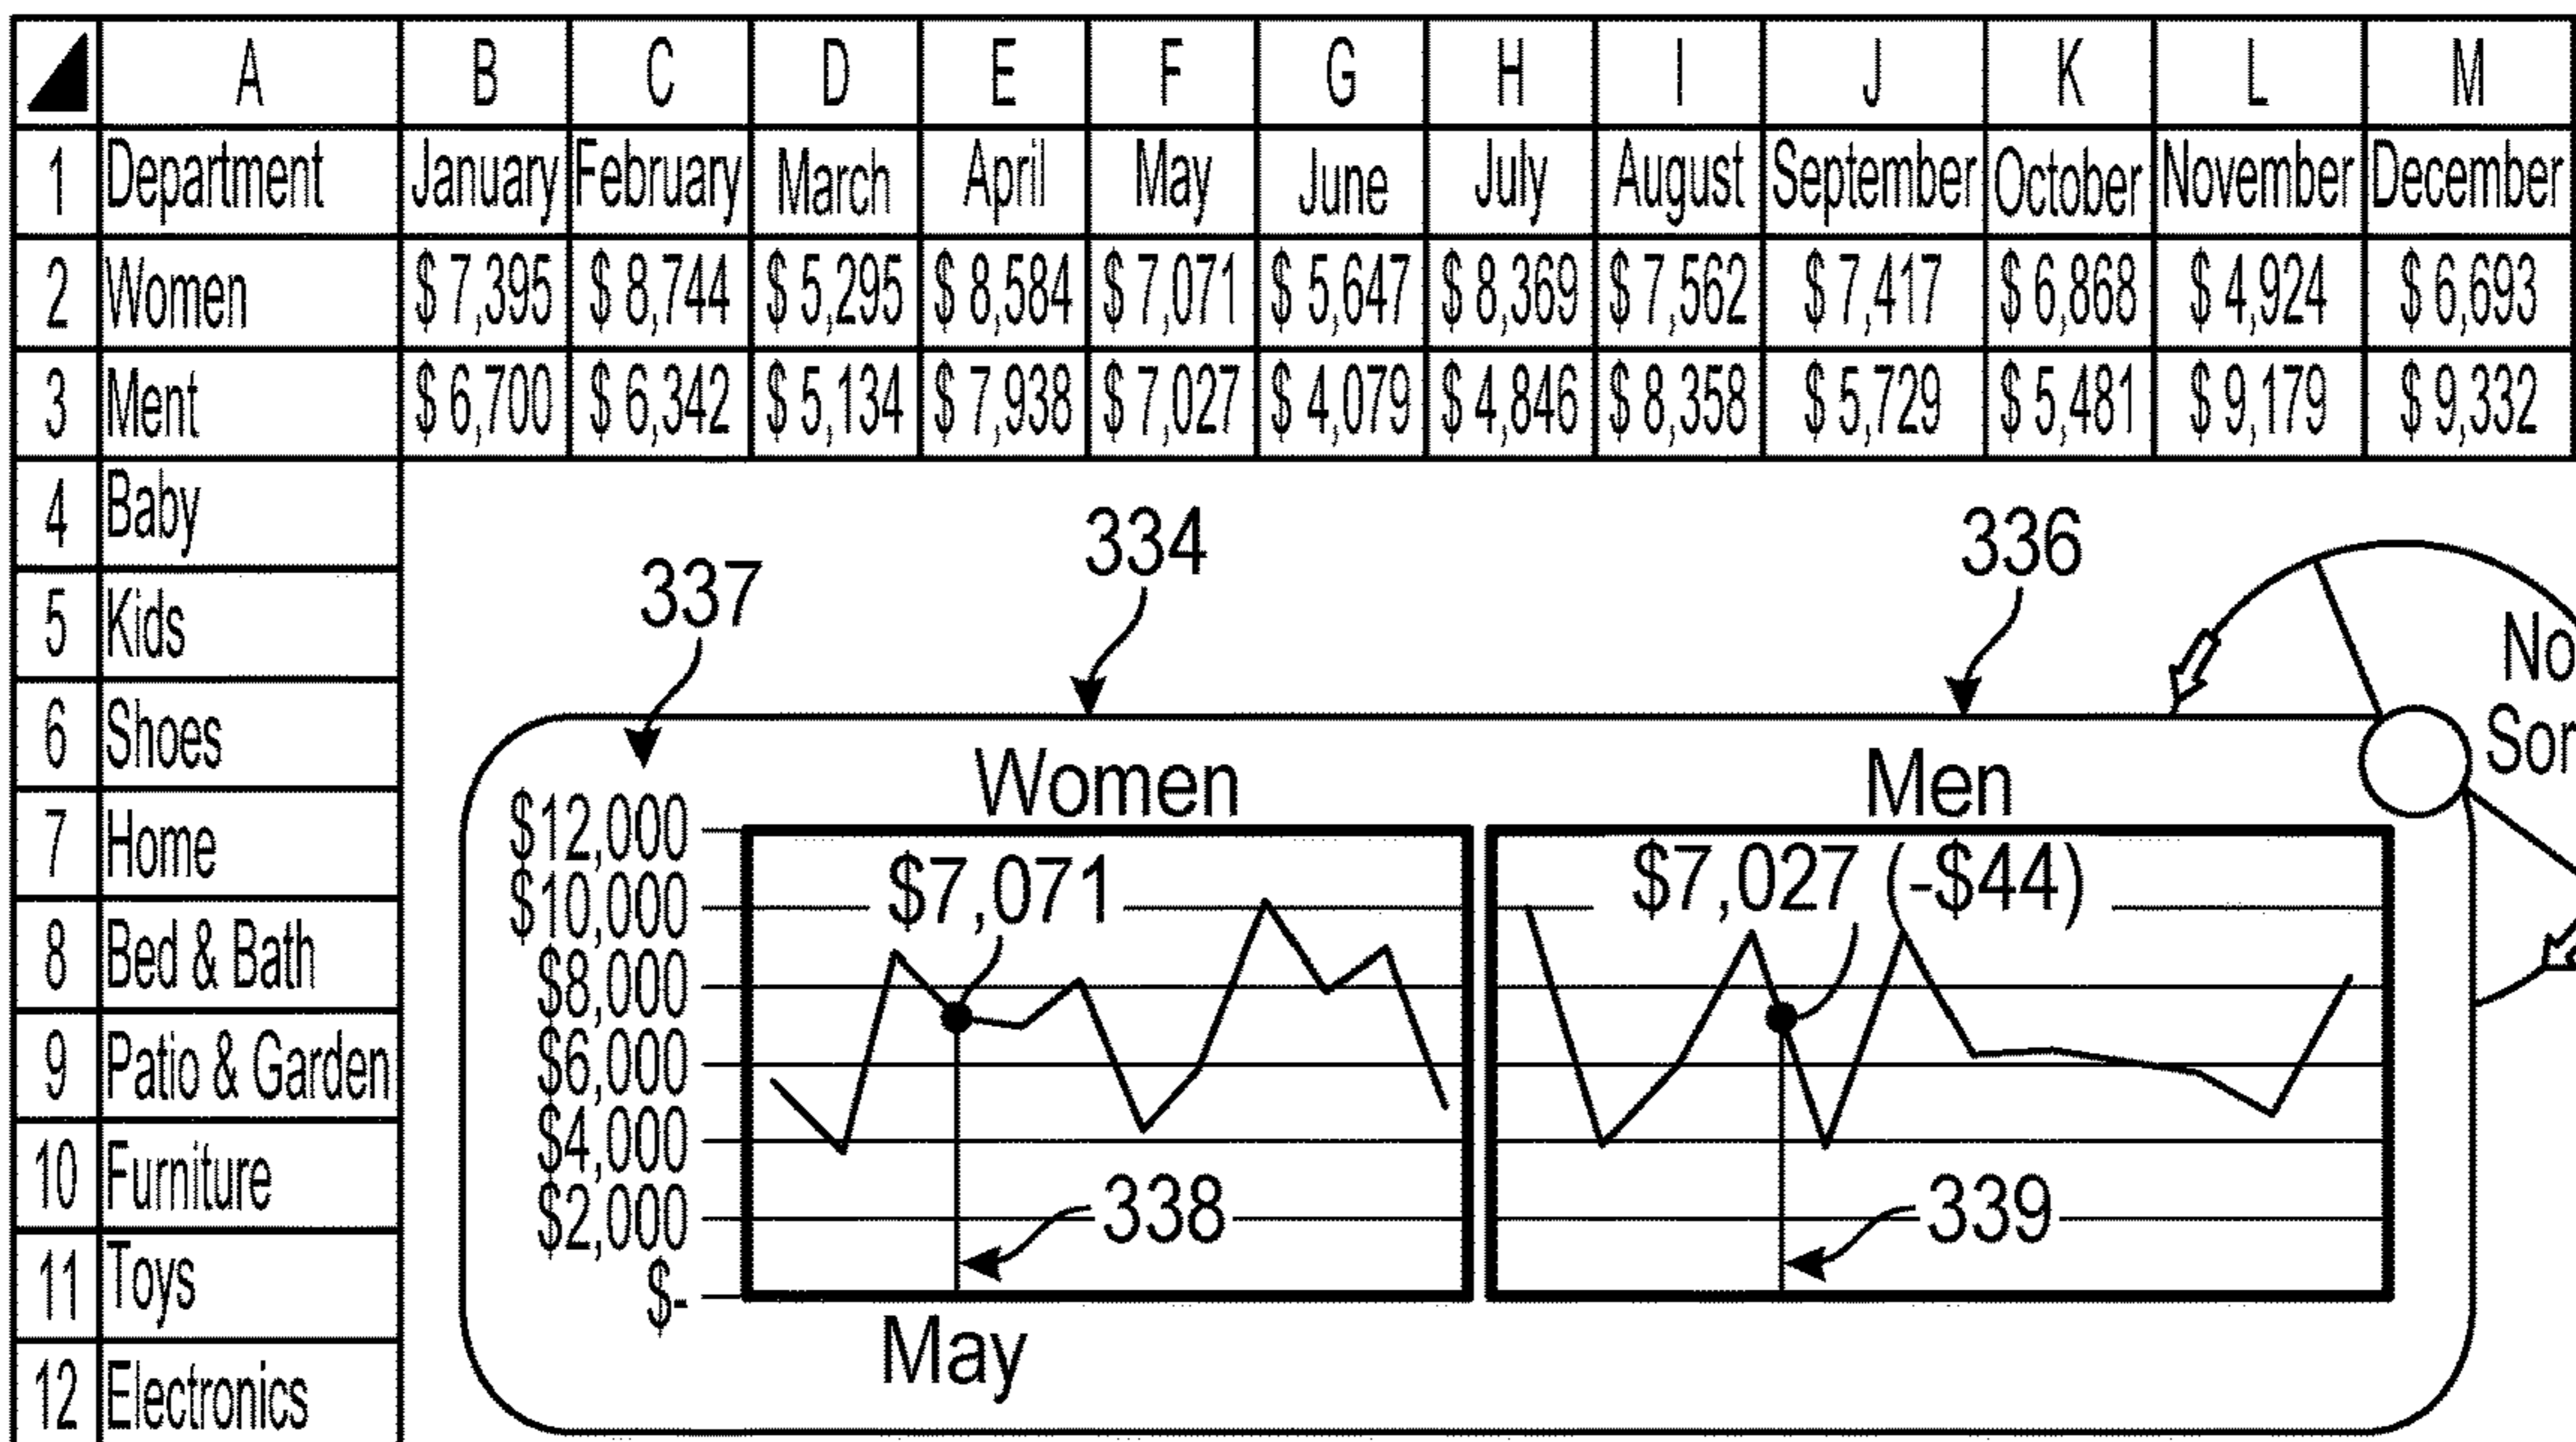 A B C D E F G H I J K L M
1 Department January February March April May June July August September October November December
2 Women $ 7,395 $ 8,744 $ 5,295 $ 8,584 $ 7,071 $ 5,647 $ 8,369 $ 7,562 $ 7,417 $ 6,868 $ 4,924 $ 6,693
3 Ment $ 6,700 $ 6,342 $ 5,134 $ 7,938 $ 7,027 $ 4,079 $ 4,846 $ 8,358 $ 5,729 $ 5,481 $ 9,179 $ 9,332
4 Baby
5 Kids
6 Shoes
7 Home
8 Bed & Bath
9 Patio & Garden
10 Furniture
11 Toys
12 Electronics
337 334 336
No
Sor
Women Men
$12,000
$10,000
$8,000
$6,000
$4,000
$2,000
$-
$7,071 $7,027 (-$44)
338 339
May